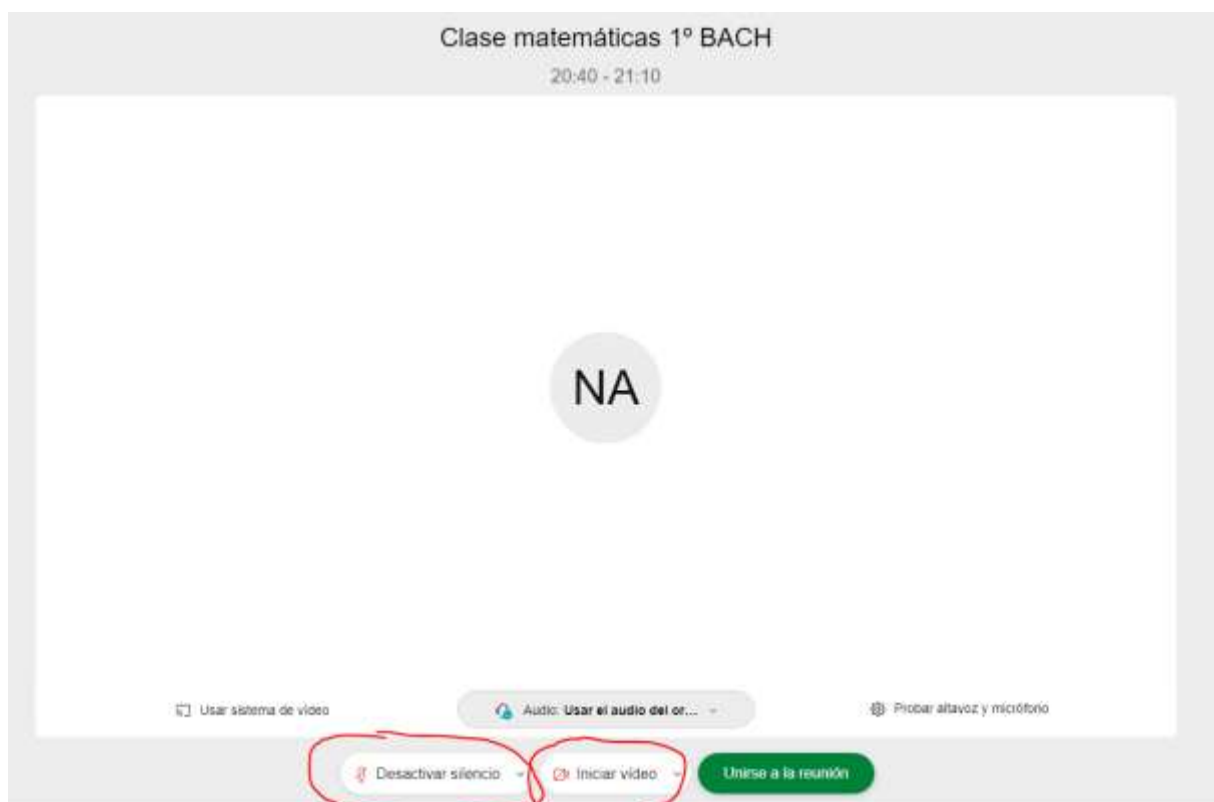 Clase matemáticas 1º BACH
20:40 - 21:10
NA
Usar sistema de vídeo
Audio: Usar el audio del or...
Probar altavoz y micrófono
Desactivar silencio
Iniciar vídeo
Unirse a la reunión